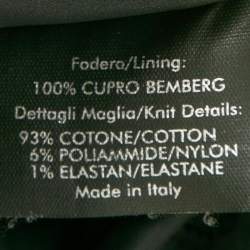 Fodera/Lining:
100% CUPRO BEMBERG
Dettagli Maglia/Knit Details:
93% COTONE/COTTON
6% POLIAMMIDE/NYLON
1% ELASTAN/ELASTANE
Made in Italy